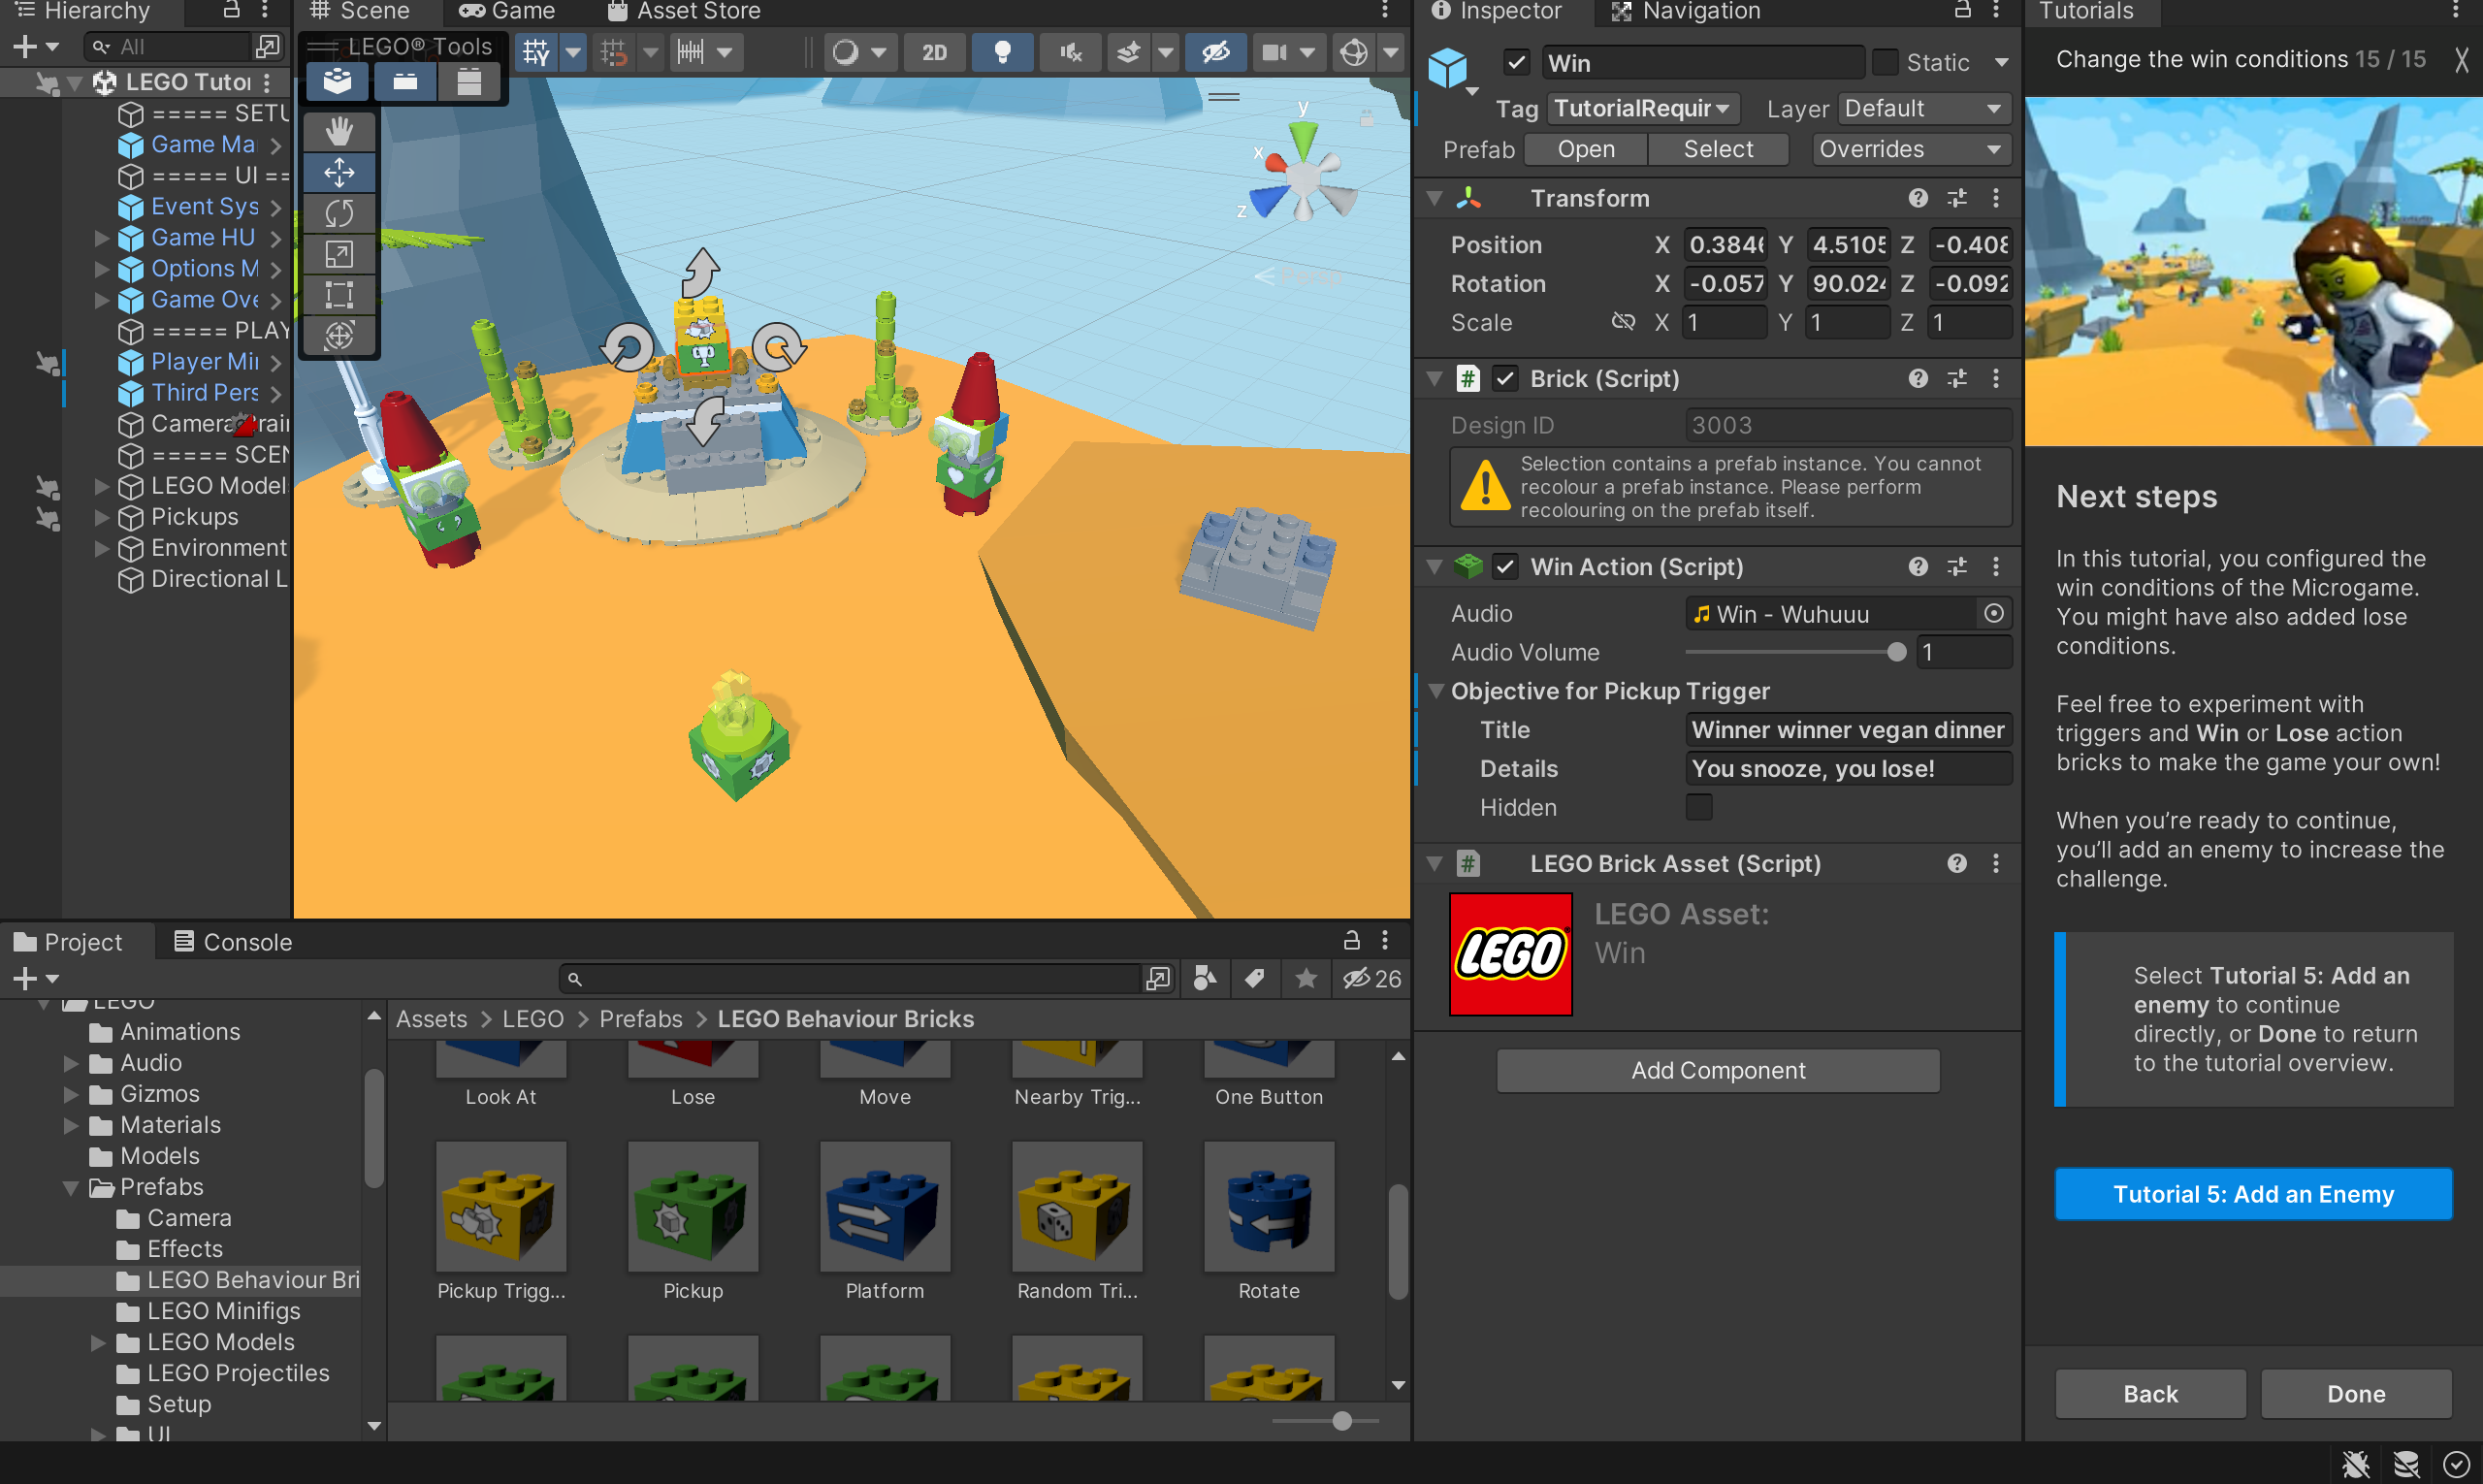 Hierarchy
All
LEGO Tutor
===== SETU
Game Ma
===== UI ==
Event Sys
Game HU
Options M
Game Ove
===== PLAY
Player Min
Third Pers
Camera
===== SCEN
LEGO Models
Pickups
Environment
Directional L
Scene
Game
Asset Store
LEGO® Tools
2D
y
x
z
Persp
Inspector
Navigation
Win
Static
Tag
TutorialRequir
Layer
Default
Prefab
Open
Select
Overrides
Transform
Position X 0.3846 Y 4.5105 Z -0.408
Rotation X -0.057 Y 90.024 Z -0.092
Scale X 1 Y 1 Z 1
Brick (Script)
Design ID 3003
Selection contains a prefab instance. You cannot
recolour a prefab instance. Please perform
recolouring on the prefab itself.
Win Action (Script)
Audio Win - Wuhuuu
Audio Volume 1
Objective for Pickup Trigger
Title Winner winner vegan dinner
Details You snooze, you lose!
Hidden
LEGO Brick Asset (Script)
LEGO
LEGO Asset:
Win
Add Component
Tutorials
Change the win conditions 15 / 15
Next steps
In this tutorial, you configured the
win conditions of the Microgame.
You might have also added lose
conditions.
Feel free to experiment with
triggers and Win or Lose action
bricks to make the game your own!
When you’re ready to continue,
you’ll add an enemy to increase the
challenge.
Select Tutorial 5: Add an
enemy to continue
directly, or Done to return
to the tutorial overview.
Tutorial 5: Add an Enemy
Back
Done
Project
Console
26
LEGO
Animations
Audio
Gizmos
Materials
Models
Prefabs
Camera
Effects
LEGO Behaviour Bri
LEGO Minifigs
LEGO Models
LEGO Projectiles
Setup
UI
Assets > LEGO > Prefabs > LEGO Behaviour Bricks
Look At
Lose
Move
Nearby Trig...
One Button
Pickup Trigg...
Pickup
Platform
Random Tri...
Rotate